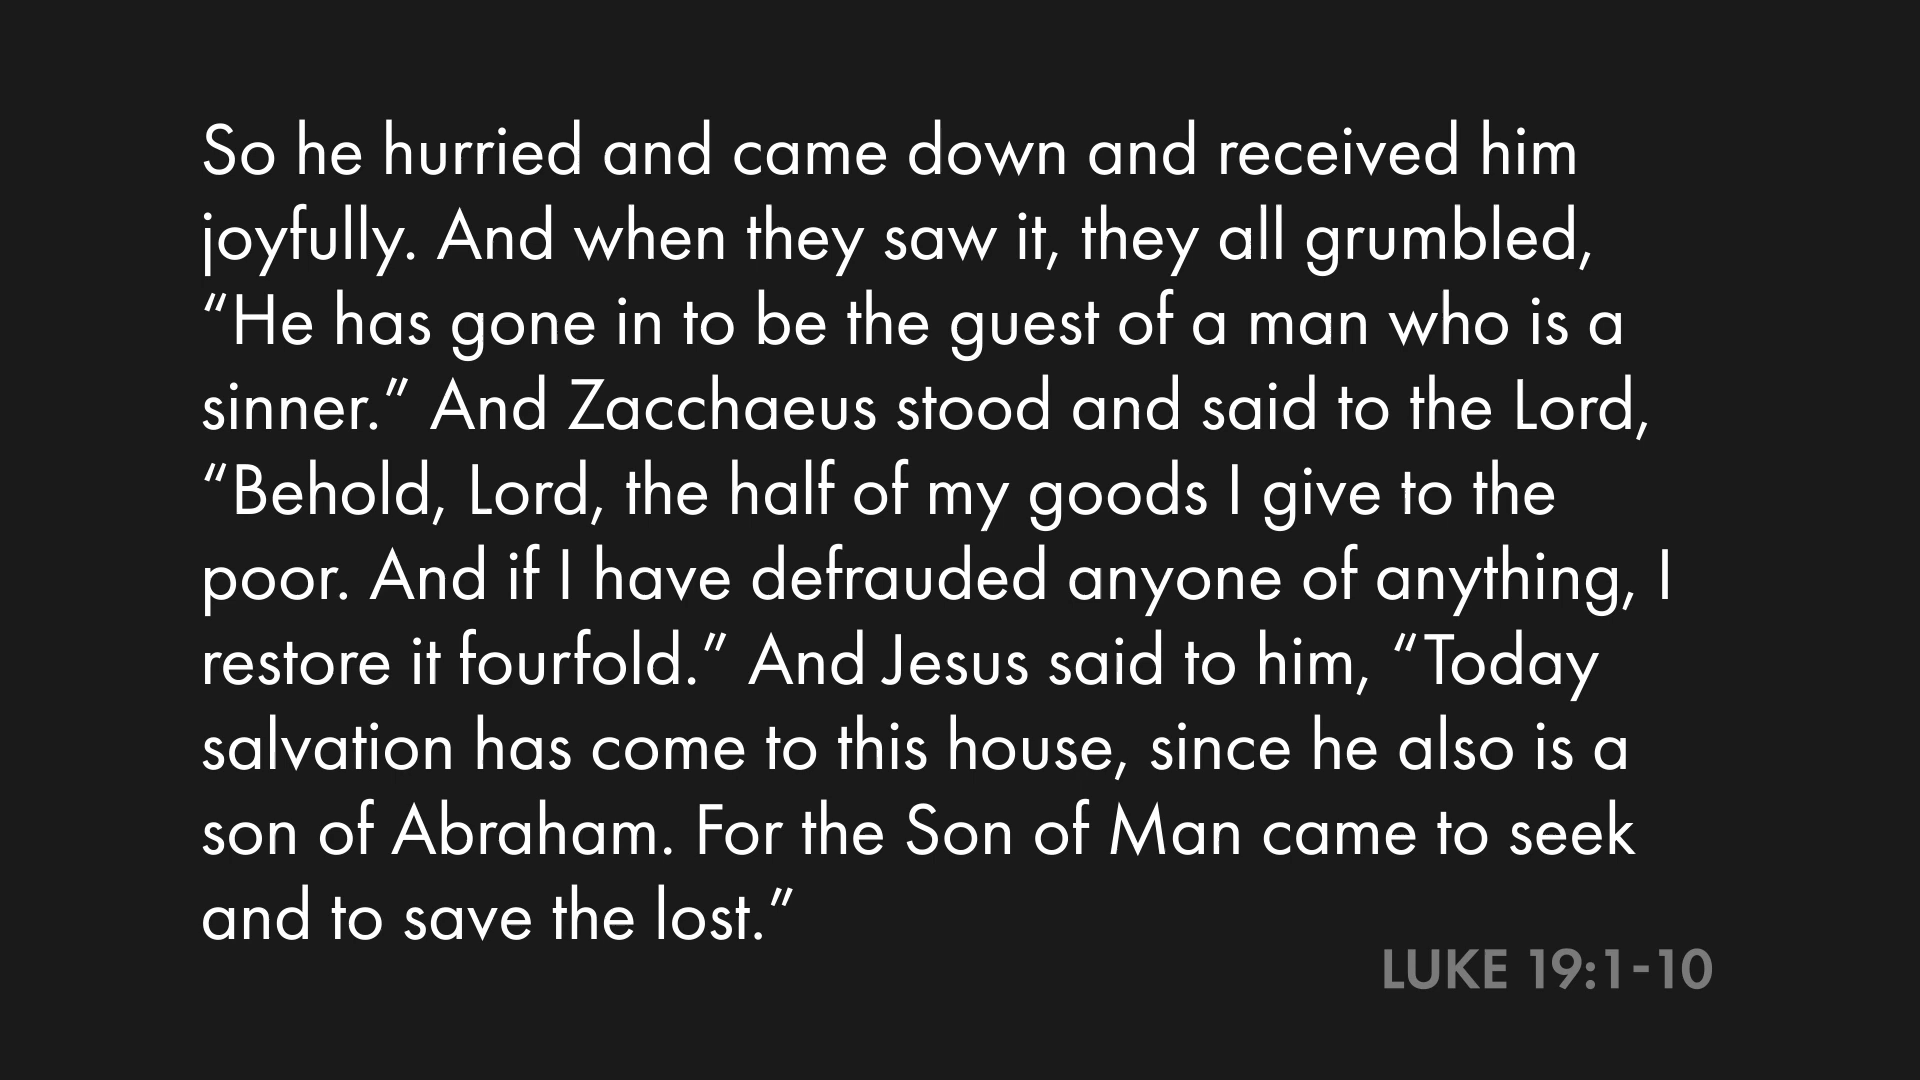 So he hurried and came down and received him
joyfully. And when they saw it, they all grumbled,
“He has gone in to be the guest of a man who is a
sinner.” And Zacchaeus stood and said to the Lord,
“Behold, Lord, the half of my goods I give to the
poor. And if I have defrauded anyone of anything, I
restore it fourfold.” And Jesus said to him, “Today
salvation has come to this house, since he also is a
son of Abraham. For the Son of Man came to seek
and to save the lost.”
LUKE 19:1-10